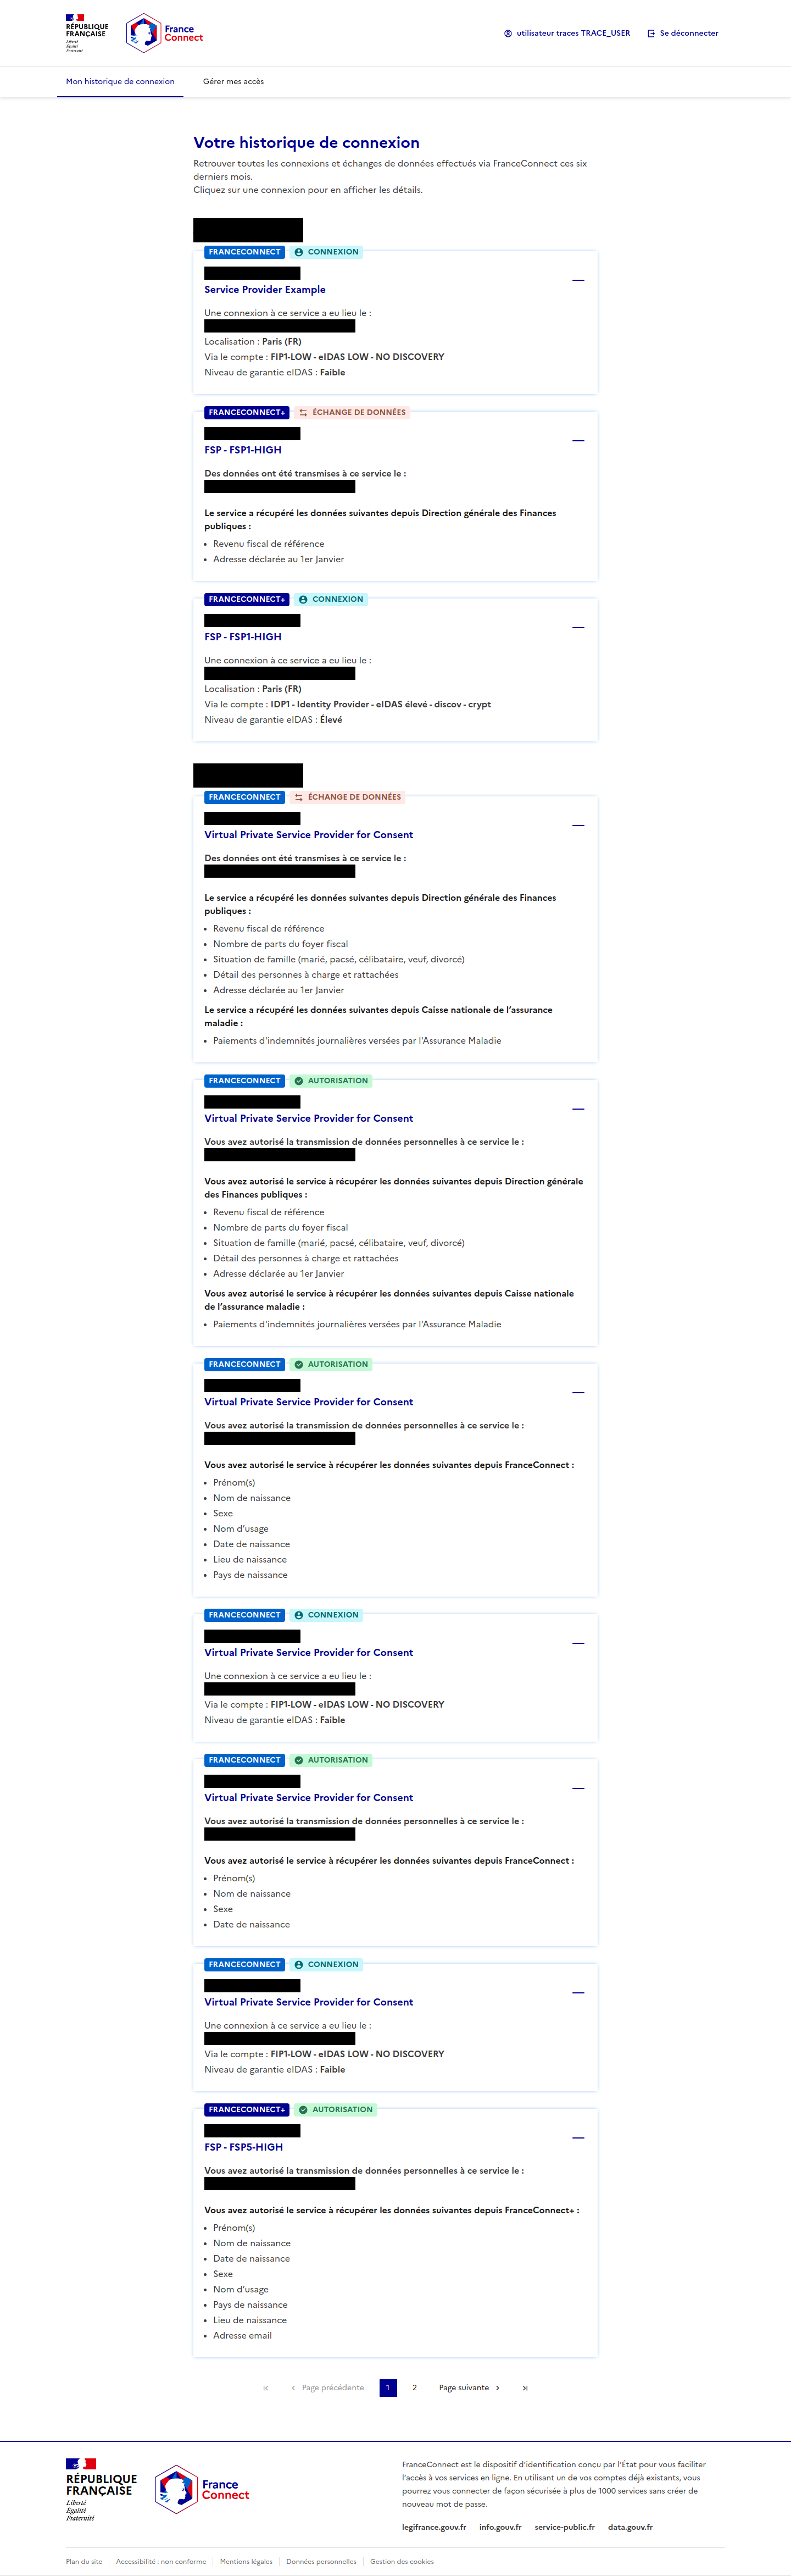 RÉPUBLIQUE
FRANÇAISE
Liberté
Égalité
Fraternité
France
Connect
utilisateur traces TRACE_USER
Se déconnecter
Mon historique de connexion
Gérer mes accès
Votre historique de connexion
Retrouver toutes les connexions et échanges de données effectués via FranceConnect ces six
derniers mois.
Cliquez sur une connexion pour en afficher les détails.
FRANCECONNECT CONNEXION
Service Provider Example
Une connexion à ce service a eu lieu le :
Localisation : Paris (FR)
Via le compte : FIP1-LOW - eIDAS LOW - NO DISCOVERY
Niveau de garantie eIDAS : Faible
FRANCECONNECT+ ÉCHANGE DE DONNÉES
FSP - FSP1-HIGH
Des données ont été transmises à ce service le :
Le service a récupéré les données suivantes depuis Direction générale des Finances
publiques :
• Revenu fiscal de référence
• Adresse déclarée au 1er Janvier
FRANCECONNECT+ CONNEXION
FSP - FSP1-HIGH
Une connexion à ce service a eu lieu le :
Localisation : Paris (FR)
Via le compte : IDP1 - Identity Provider - eIDAS élevé - discov - crypt
Niveau de garantie eIDAS : Élevé
FRANCECONNECT ÉCHANGE DE DONNÉES
Virtual Private Service Provider for Consent
Des données ont été transmises à ce service le :
Le service a récupéré les données suivantes depuis Direction générale des Finances
publiques :
• Revenu fiscal de référence
• Nombre de parts du foyer fiscal
• Situation de famille (marié, pacsé, célibataire, veuf, divorcé)
• Détail des personnes à charge et rattachées
• Adresse déclarée au 1er Janvier
Le service a récupéré les données suivantes depuis Caisse nationale de l'assurance
maladie :
• Paiements d'indemnités journalières versées par l'Assurance Maladie
FRANCECONNECT AUTORISATION
Virtual Private Service Provider for Consent
Vous avez autorisé la transmission de données personnelles à ce service le :
Vous avez autorisé le service à récupérer les données suivantes depuis Direction générale
des Finances publiques :
• Revenu fiscal de référence
• Nombre de parts du foyer fiscal
• Situation de famille (marié, pacsé, célibataire, veuf, divorcé)
• Détail des personnes à charge et rattachées
• Adresse déclarée au 1er Janvier
Vous avez autorisé le service à récupérer les données suivantes depuis Caisse nationale
de l'assurance maladie :
• Paiements d'indemnités journalières versées par l'Assurance Maladie
FRANCECONNECT AUTORISATION
Virtual Private Service Provider for Consent
Vous avez autorisé la transmission de données personnelles à ce service le :
Vous avez autorisé le service à récupérer les données suivantes depuis FranceConnect :
• Prénom(s)
• Nom de naissance
• Sexe
• Nom d'usage
• Date de naissance
• Lieu de naissance
• Pays de naissance
FRANCECONNECT CONNEXION
Virtual Private Service Provider for Consent
Une connexion à ce service a eu lieu le :
Via le compte : FIP1-LOW - eIDAS LOW - NO DISCOVERY
Niveau de garantie eIDAS : Faible
FRANCECONNECT AUTORISATION
Virtual Private Service Provider for Consent
Vous avez autorisé la transmission de données personnelles à ce service le :
Vous avez autorisé le service à récupérer les données suivantes depuis FranceConnect :
• Prénom(s)
• Nom de naissance
• Sexe
• Date de naissance
FRANCECONNECT CONNEXION
Virtual Private Service Provider for Consent
Une connexion à ce service a eu lieu le :
Via le compte : FIP1-LOW - eIDAS LOW - NO DISCOVERY
Niveau de garantie eIDAS : Faible
FRANCECONNECT+ AUTORISATION
FSP - FSP5-HIGH
Vous avez autorisé la transmission de données personnelles à ce service le :
Vous avez autorisé le service à récupérer les données suivantes depuis FranceConnect+ :
• Prénom(s)
• Nom de naissance
• Date de naissance
• Sexe
• Nom d'usage
• Pays de naissance
• Lieu de naissance
• Adresse email
Page précédente 1 2 Page suivante
RÉPUBLIQUE
FRANÇAISE
Liberté
Égalité
Fraternité
France
Connect
FranceConnect est le dispositif d'identification conçu par l'État pour vous faciliter
l'accès à vos services en ligne. En utilisant un de vos comptes déjà existants, vous
pourrez vous connecter de façon sécurisée à plus de 1000 services sans créer de
nouveau mot de passe.
legifrance.gouv.fr info.gouv.fr service-public.fr data.gouv.fr
Plan du site Accessibilité : non conforme Mentions légales Données personnelles Gestion des cookies